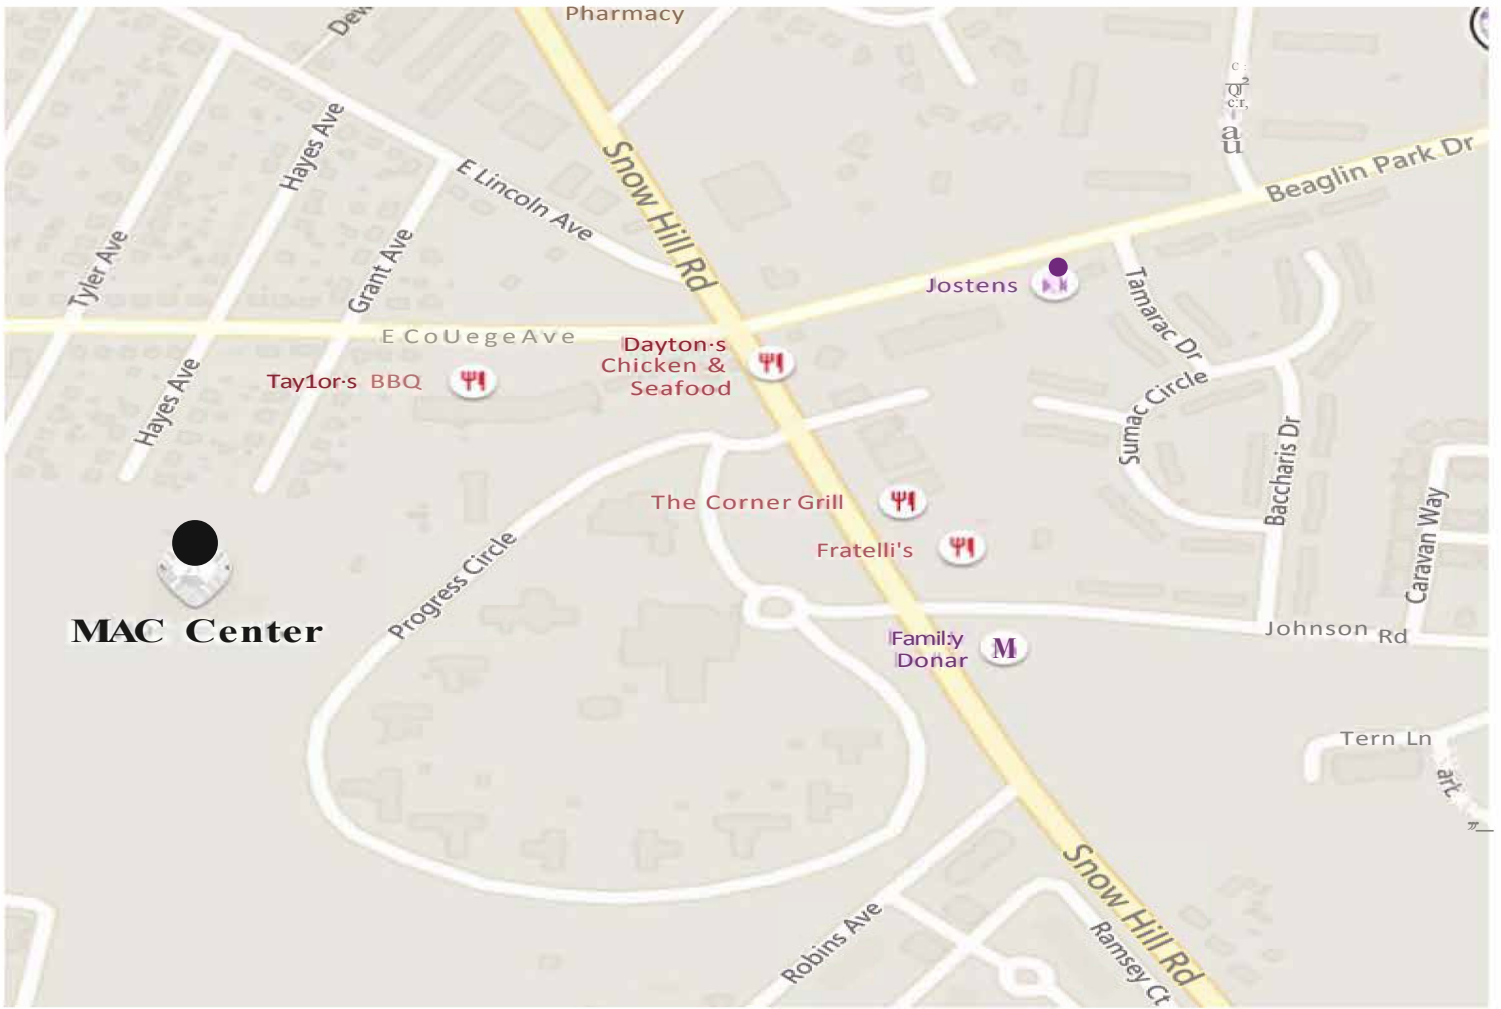 Pharmacy
Dew
Hayes Ave
E Lincoln Ave
Snow Hill Rd
Beaglin Park Dr
Tyler Ave
Grant Ave
Jostens
Tamarac Dr
E CoUegeAve
Dayton·s
Chicken &
Seafood
Tay1or·s BBQ
Hayes Ave
Sumac Circle
Baccharis Dr
The Corner Grill
Fratelli's
Caravan Way
Progress Circle
MAC Center
Johnson Rd
Famil:y
Donar
M
Tern Ln
art
Snow Hill Rd
Robins Ave
Ramsey Ct